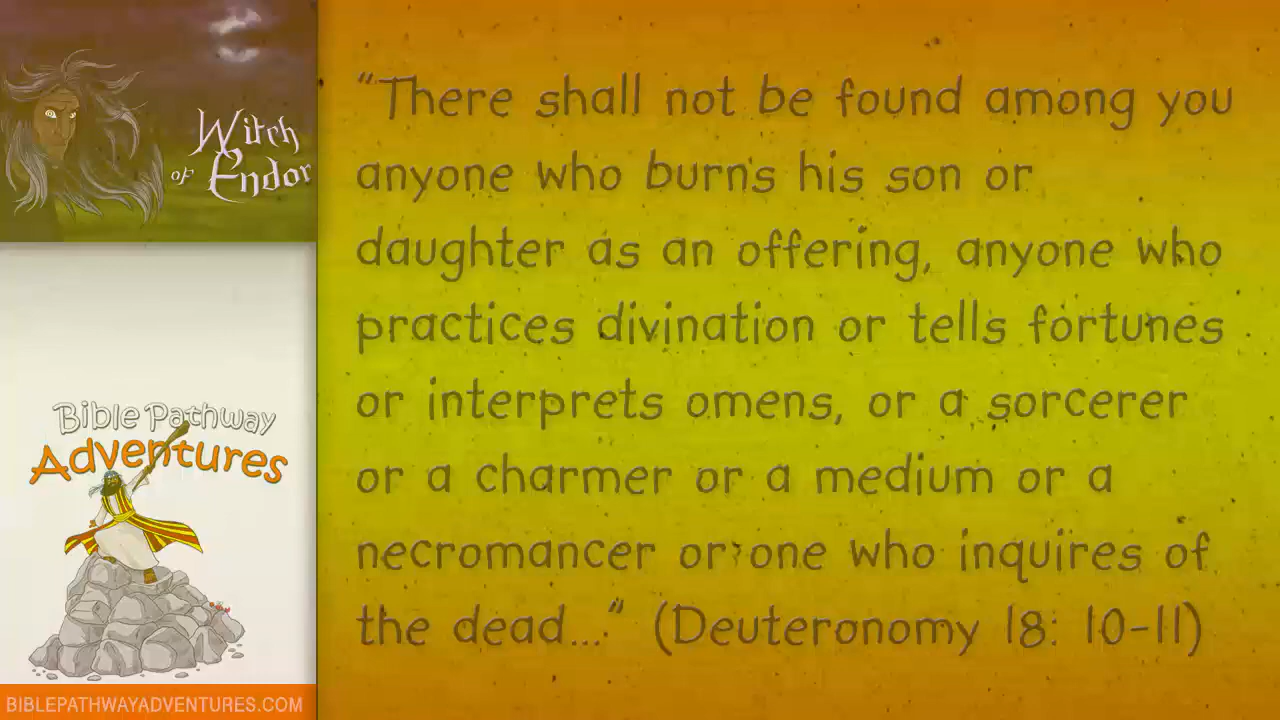 Witch
of Endor
Bible Pathway
Adventures
BIBLEPATHWAYADVENTURES.COM
“There shall not be found among you
anyone who burns his son or
daughter as an offering, anyone who
practices divination or tells fortunes
or interprets omens, or a sorcerer
or a charmer or a medium or a
necromancer or one who inquires of
the dead...” (Deuteronomy 18: 10-11)